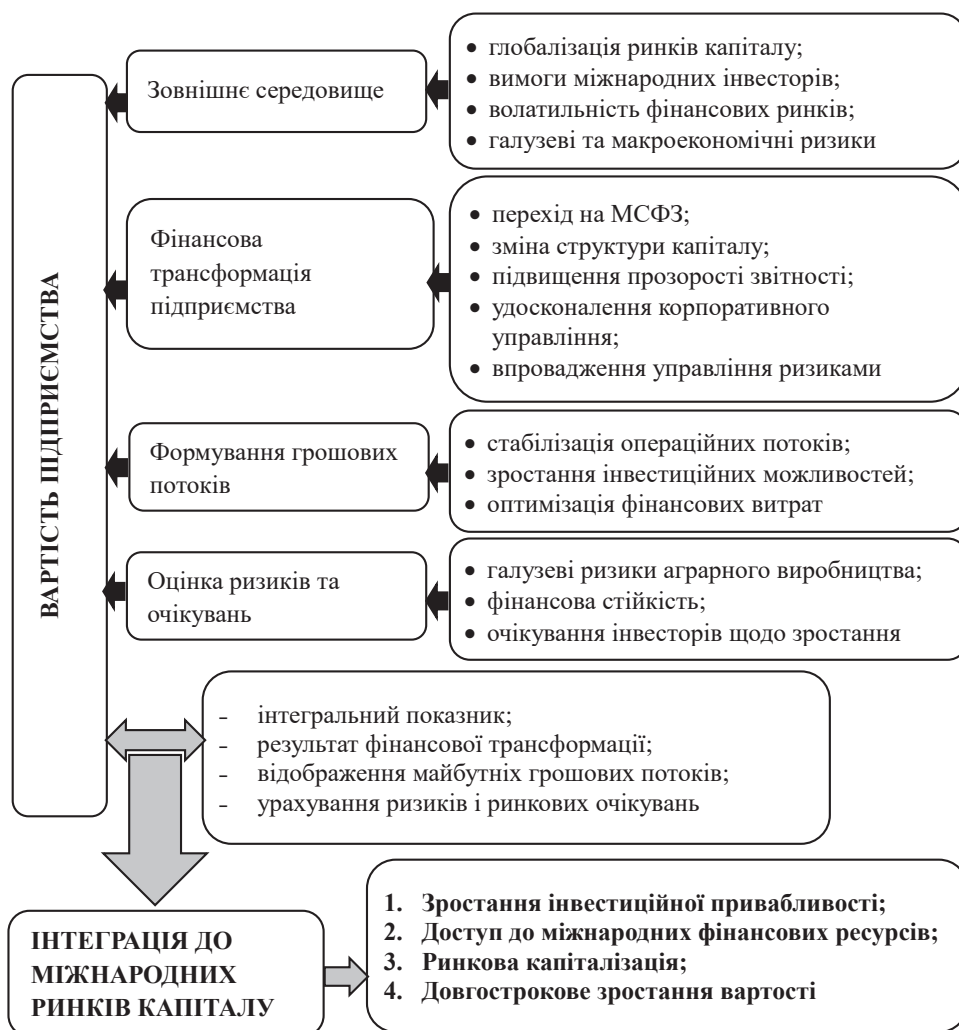 ВАРТІСТЬ ПІДПРИЄМСТВА
Зовнішнє середовище
• глобалізація ринків капіталу;
• вимоги міжнародних інвесторів;
• волатильність фінансових ринків;
• галузеві та макроекономічні ризики
Фінансова
трансформація
підприємства
• перехід на МСФЗ;
• зміна структури капіталу;
• підвищення прозорості звітності;
• удосконалення корпоративного
управління;
• впровадження управління ризиками
Формування грошових
потоків
• стабілізація операційних потоків;
• зростання інвестиційних можливостей;
• оптимізація фінансових витрат
Оцінка ризиків та
очікувань
• галузеві ризики аграрного виробництва;
• фінансова стійкість;
• очікування інвесторів щодо зростання
- інтегральний показник;
- результат фінансової трансформації;
- відображення майбутніх грошових потоків;
- урахування ризиків і ринкових очікувань
ІНТЕГРАЦІЯ ДО
МІЖНАРОДНИХ
РИНКІВ КАПІТАЛУ
1. Зростання інвестиційної привабливості;
2. Доступ до міжнародних фінансових ресурсів;
3. Ринкова капіталізація;
4. Довгострокове зростання вартості